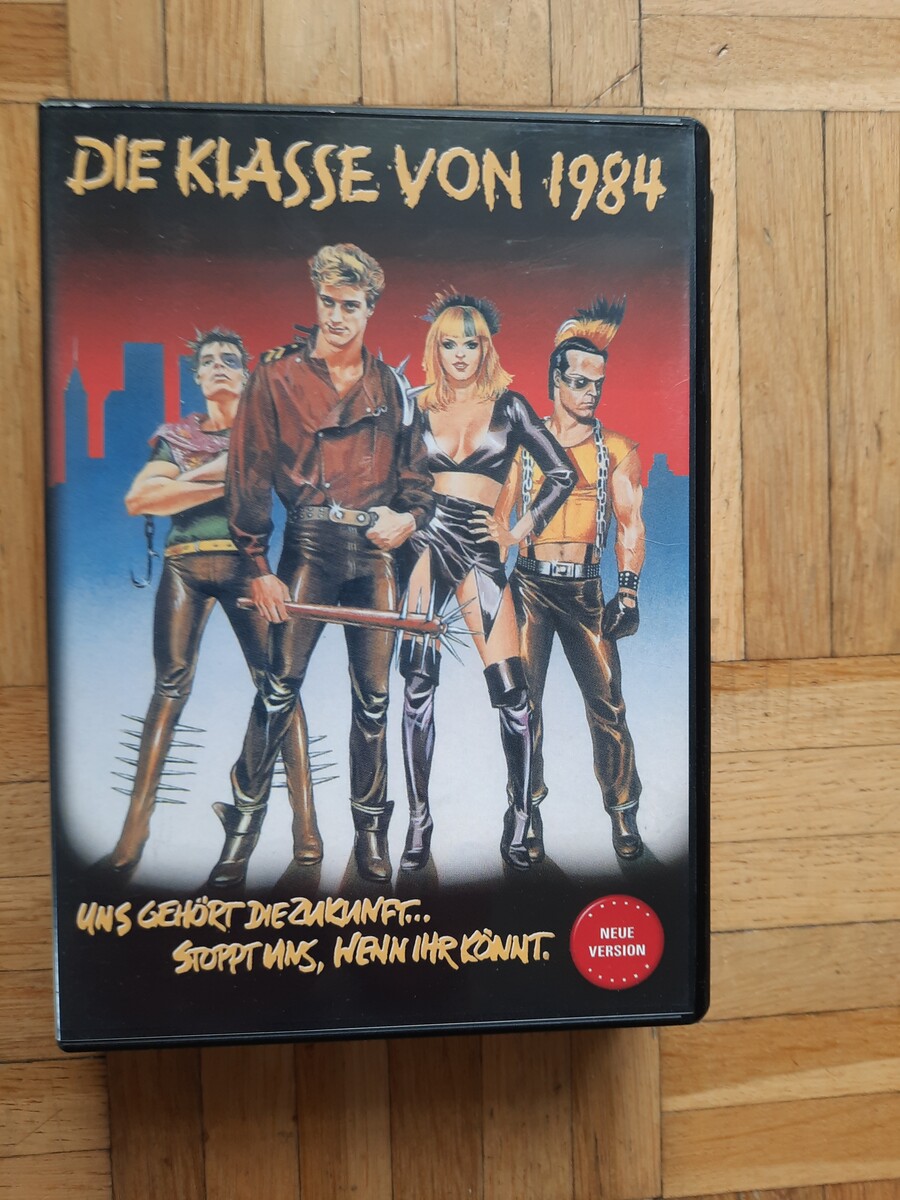 DIE KLASSE VON 1984
UNS GEHÖRT DIE ZUKUNFT...
STOPPT UNS, WENN IHR KÖNNT.
NEUE
VERSION